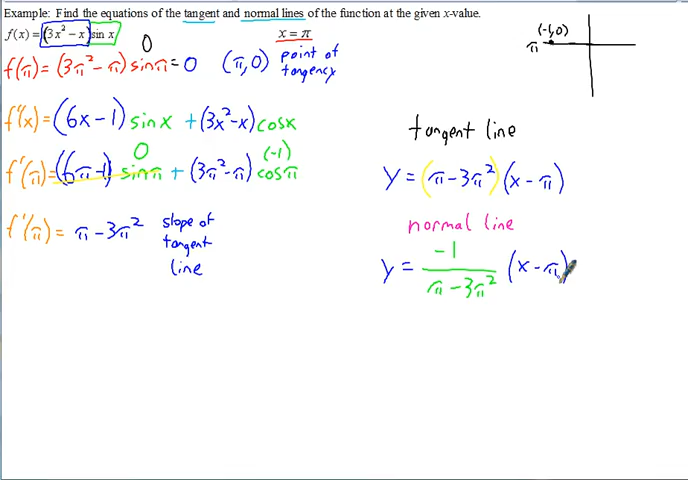 Example: Find the equations of the tangent and normal lines of the function at the given x-value.
f(x) = (3x² − x) sin x
x = π
0
f(π) = (3π² − π) sin π = 0 (π, 0) point of tangency
(-1, 0)
π
f'(x) = (6x − 1) sin x + (3x² − x) cos x
0 (-1)
f'(π) = (6π − 1) sin π + (3π² − π) cos π
f'(π) = π − 3π² slope of tangent line
tangent line
y = (π − 3π²)(x − π)
normal line
y = -1/(π − 3π²) (x − π)